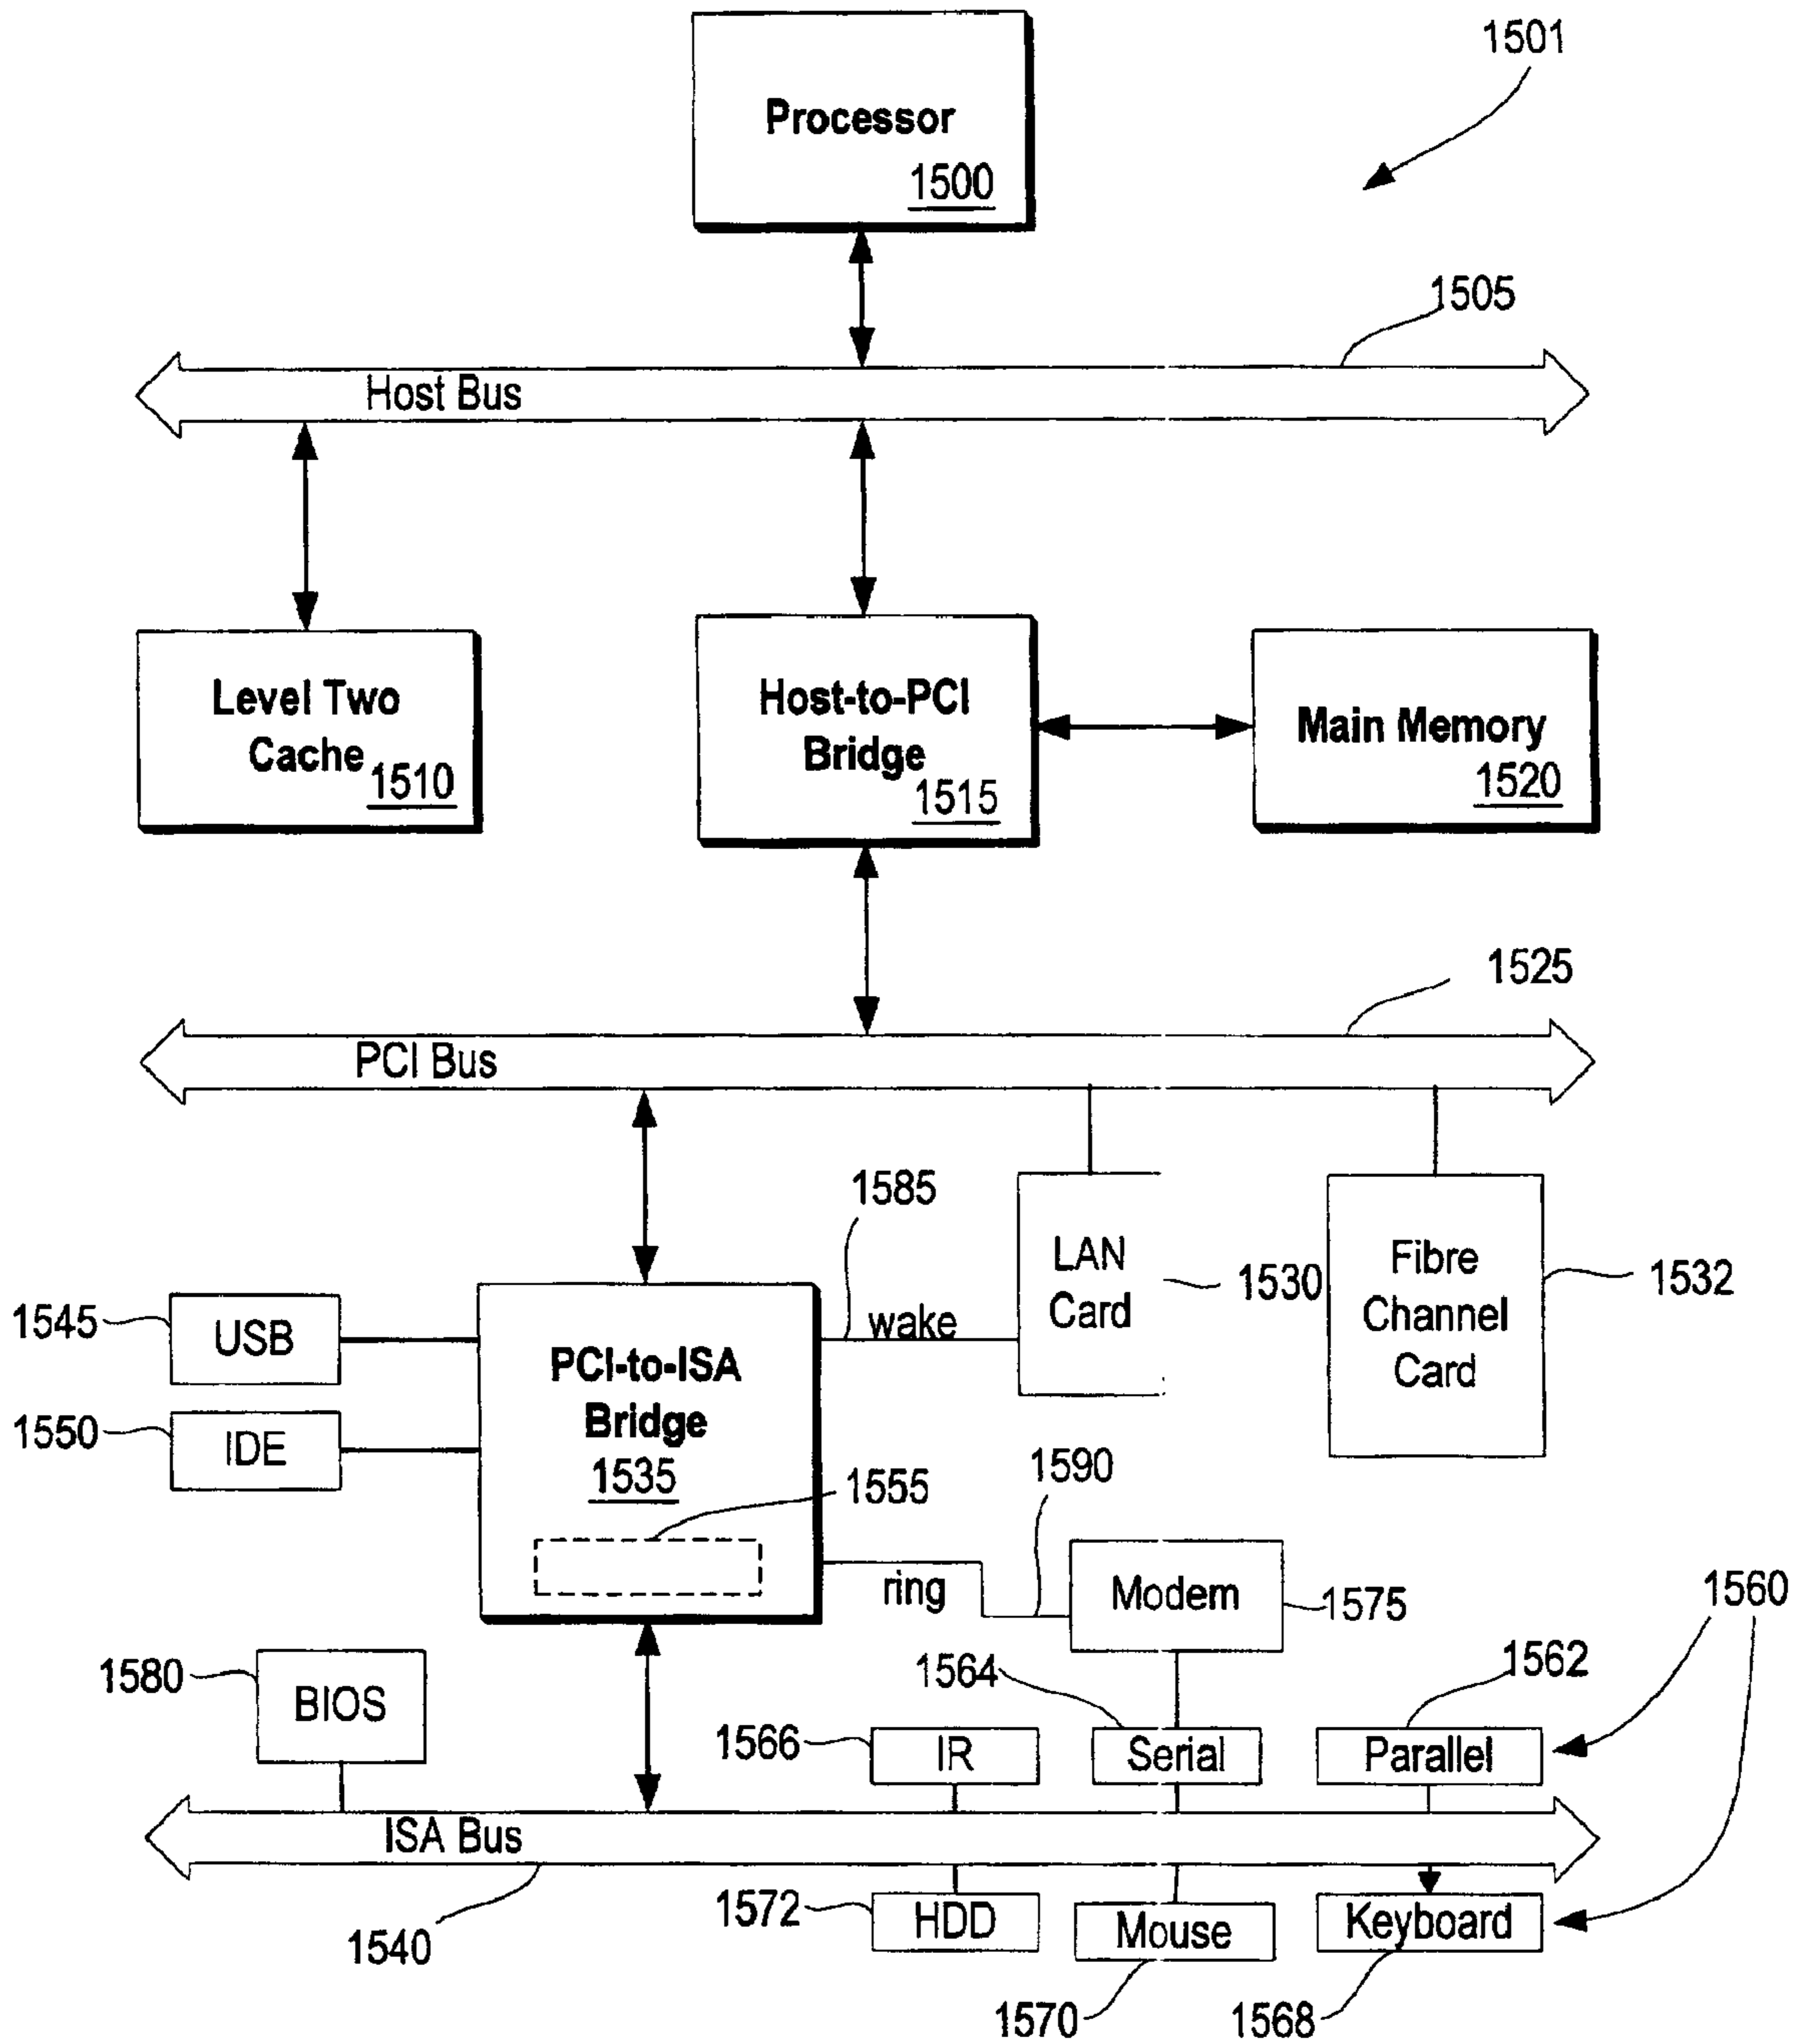 1501
Processor
1500
1505
Host Bus
Level Two
Cache
1510
Host-to-PCI
Bridge
1515
Main Memory
1520
1525
PCI Bus
1585
LAN
Card
1530
Fibre
Channel
Card
1532
wake
1545
USB
PCI-to-ISA
Bridge
1535
1550
IDE
1555
1590
ring
Modem
1575
1560
1580
BIOS
1564
1562
1566
IR
Serial
Parallel
ISA Bus
1540
1572
HDD
Mouse
Keyboard
1570
1568